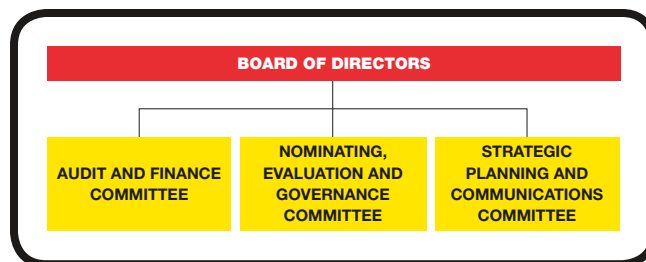 BOARD OF DIRECTORS
AUDIT AND FINANCE
COMMITTEE
NOMINATING,
EVALUATION AND
GOVERNANCE
COMMITTEE
STRATEGIC
PLANNING AND
COMMUNICATIONS
COMMITTEE